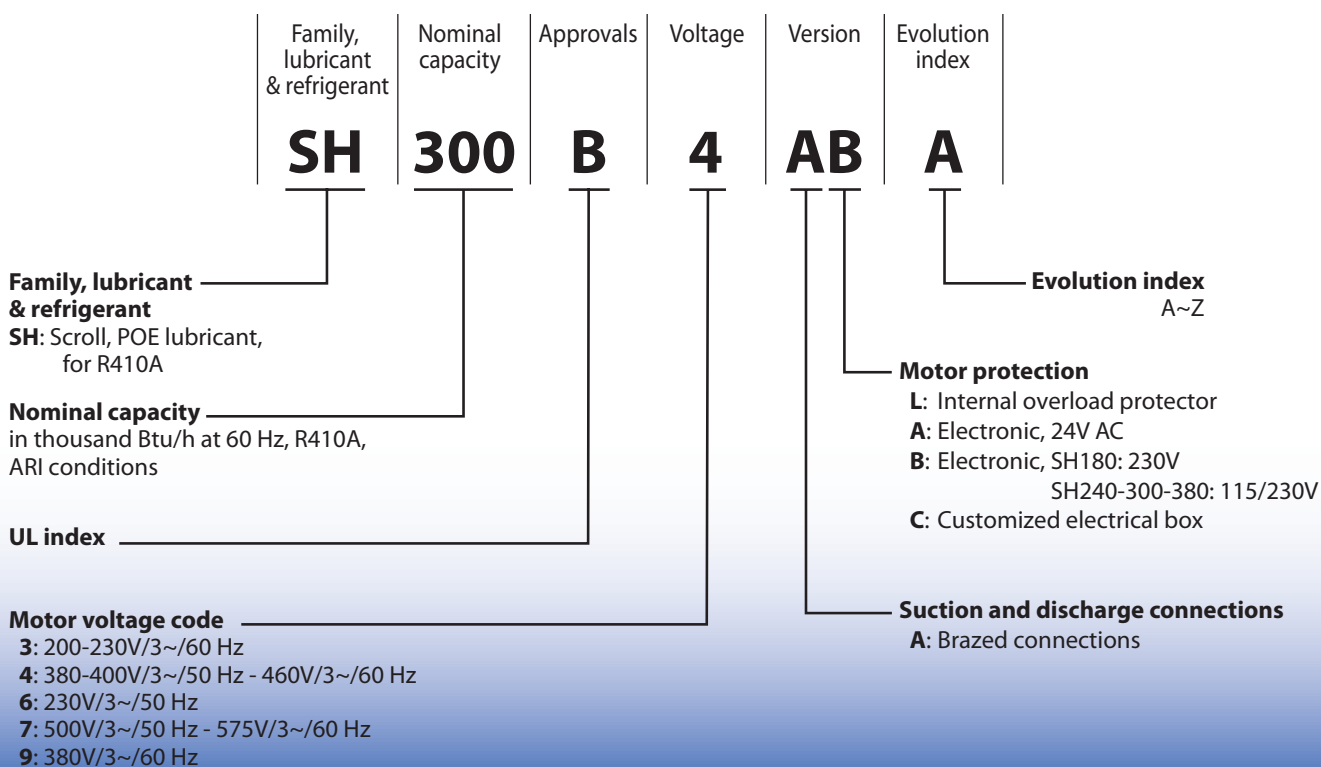 Family,
lubricant
& refrigerant
Nominal
capacity
Approvals
Voltage
Version
Evolution
index
SH 300 B 4 AB A
Family, lubricant
& refrigerant
SH: Scroll, POE lubricant,
for R410A
Nominal capacity
in thousand Btu/h at 60 Hz, R410A,
ARI conditions
UL index
Motor voltage code
3: 200-230V/3~/60 Hz
4: 380-400V/3~/50 Hz - 460V/3~/60 Hz
6: 230V/3~/50 Hz
7: 500V/3~/50 Hz - 575V/3~/60 Hz
9: 380V/3~/60 Hz
Evolution index
A~Z
Motor protection
L: Internal overload protector
A: Electronic, 24V AC
B: Electronic, SH180: 230V
SH240-300-380: 115/230V
C: Customized electrical box
Suction and discharge connections
A: Brazed connections